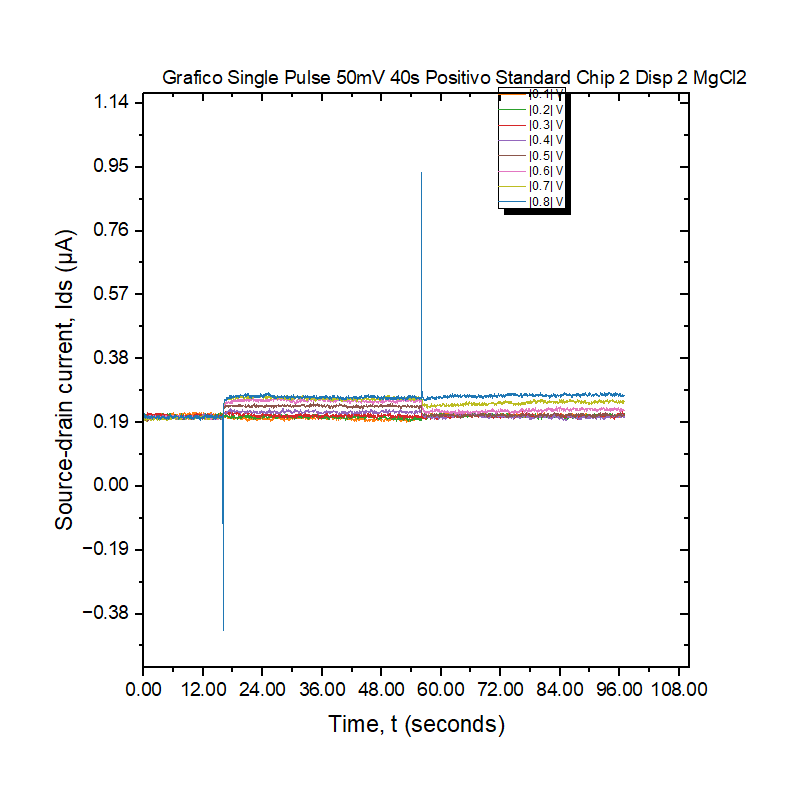 Grafico Single Pulse 50mV 40s Positivo Standard Chip 2 Disp 2 MgCl2
|0.1| V
|0.2| V
|0.3| V
|0.4| V
|0.5| V
|0.6| V
|0.7| V
|0.8| V
1.14
0.95
0.76
0.57
0.38
0.19
0.00
−0.19
−0.38
Source-drain current, Ids (µA)
0.00 12.00 24.00 36.00 48.00 60.00 72.00 84.00 96.00 108.00
Time, t (seconds)